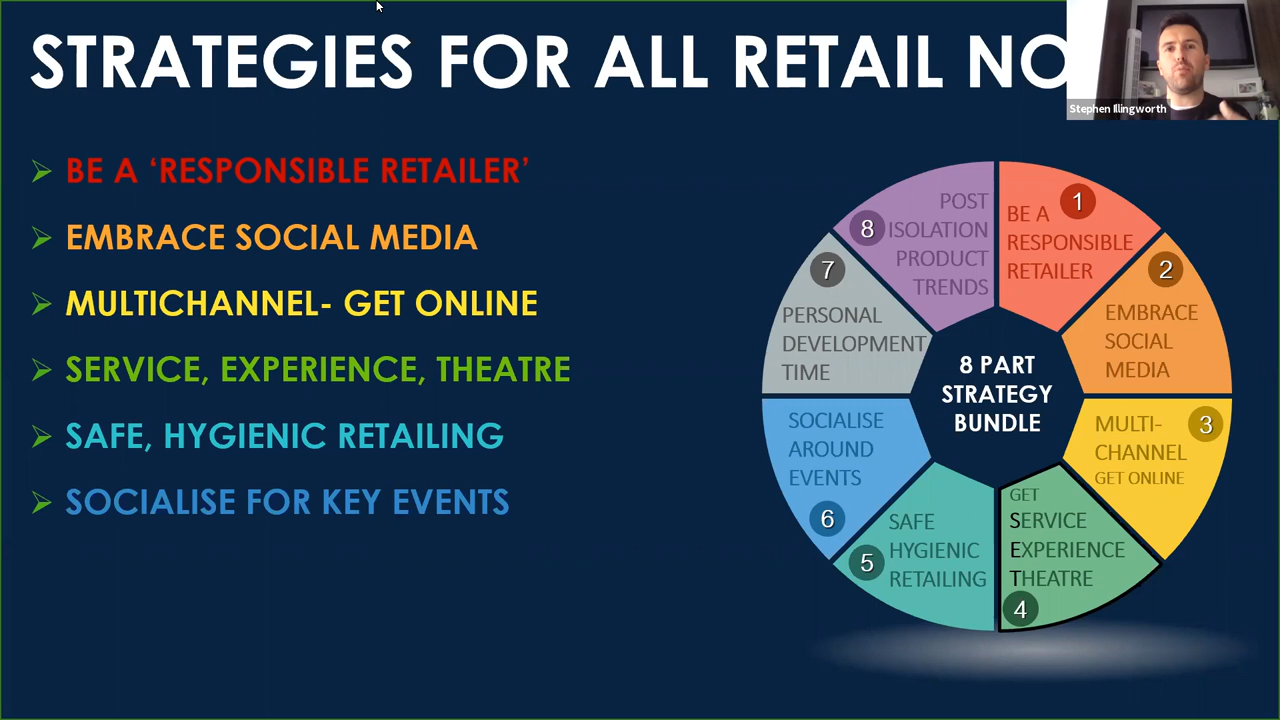 STRATEGIES FOR ALL RETAIL NO
Stephen Illingworth
BE A ‘RESPONSIBLE RETAILER’
EMBRACE SOCIAL MEDIA
MULTICHANNEL- GET ONLINE
SERVICE, EXPERIENCE, THEATRE
SAFE, HYGIENIC RETAILING
SOCIALISE FOR KEY EVENTS
1
BE A
RESPONSIBLE
RETAILER
2
EMBRACE
SOCIAL
MEDIA
3
MULTI-
CHANNEL
GET ONLINE
GET
SERVICE
EXPERIENCE
THEATRE
4
SAFE
HYGIENIC
RETAILING
5
SOCIALISE
AROUND
EVENTS
6
7
PERSONAL
DEVELOPMENT
TIME
8
POST
ISOLATION
PRODUCT
TRENDS
8 PART
STRATEGY
BUNDLE